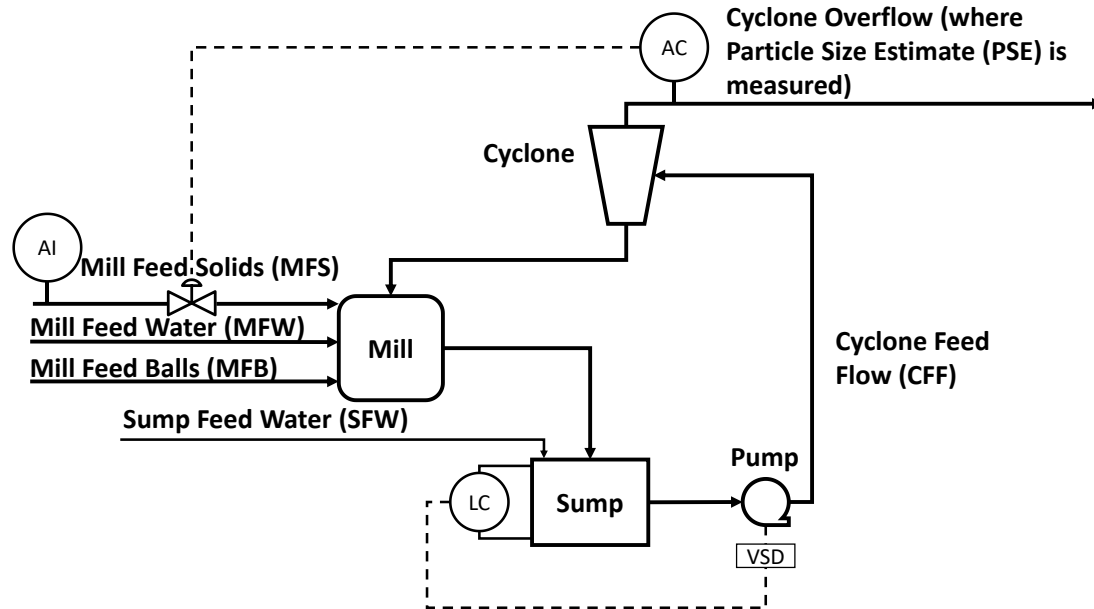 Cyclone Overflow (where
Particle Size Estimate (PSE) is
measured)
AC
Cyclone
AI
Mill Feed Solids (MFS)
Mill Feed Water (MFW)
Mill Feed Balls (MFB)
Mill
Cyclone Feed
Flow (CFF)
Sump Feed Water (SFW)
Pump
LC
Sump
VSD